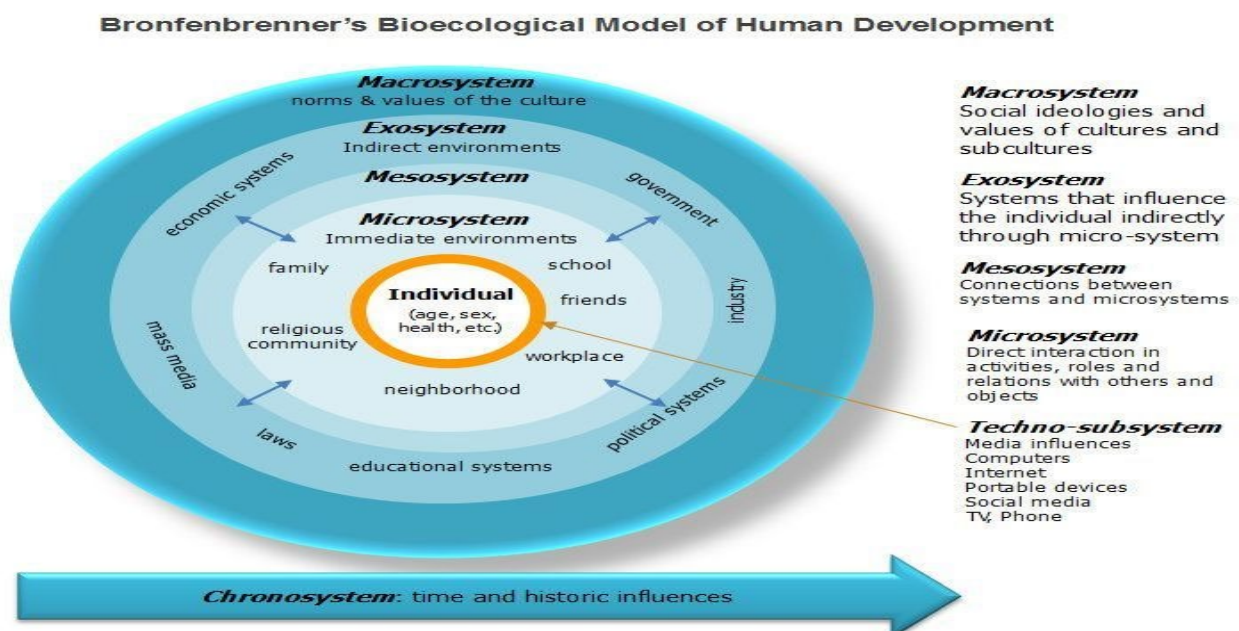 Bronfenbrenner's Bioecological Model of Human Development
Macrosystem
norms & values of the culture
Exosystem
Indirect environments
Mesosystem
Microsystem
Immediate environments
economic systems
government
family
school
Individual
(age, sex,
health, etc.)
friends
industry
religious
community
mass media
workplace
neighborhood
laws
political systems
educational systems
Macrosystem
Social ideologies and
values of cultures and
subcultures
Exosystem
Systems that influence
the individual indirectly
through micro-system
Mesosystem
Connections between
systems and microsystems
Microsystem
Direct interaction in
activities, roles and
relations with others and
objects
Techno-subsystem
Media influences
Computers
Internet
Portable devices
Social media
TV, Phone
Chronosystem: time and historic influences